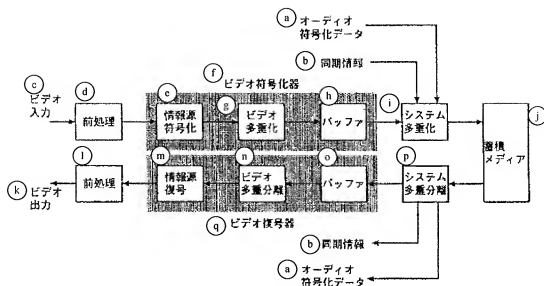 a オーディオ
符号化データ
b 同期情報
f ビデオ符号化器
c ビデオ
入力
d
前処理
e
情報源
符号化
g
ビデオ
多重化
h
バッファ
i
システム
多重化
j
蓄積
メディア
k ビデオ
出力
l
前処理
m
情報源
復号
n
ビデオ
多重分離
o
バッファ
p
システム
多重分離
q ビデオ復号器
b 同期情報
a オーディオ
符号化データ